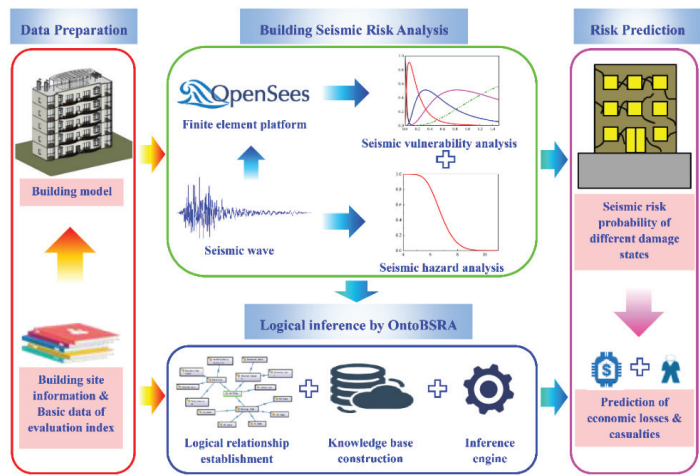 Data Preparation
Building Seismic Risk Analysis
Risk Prediction
Building model
Building site
information &
Basic data of
evaluation index
OpenSees
Finite element platform
Seismic wave
Seismic vulnerability analysis
Seismic hazard analysis
Logical inference by OntoBSRA
Logical relationship
establishment
Knowledge base
construction
Inference
engine
Seismic risk
probability of
different damage
states
$
Prediction of
economic losses &
casualties